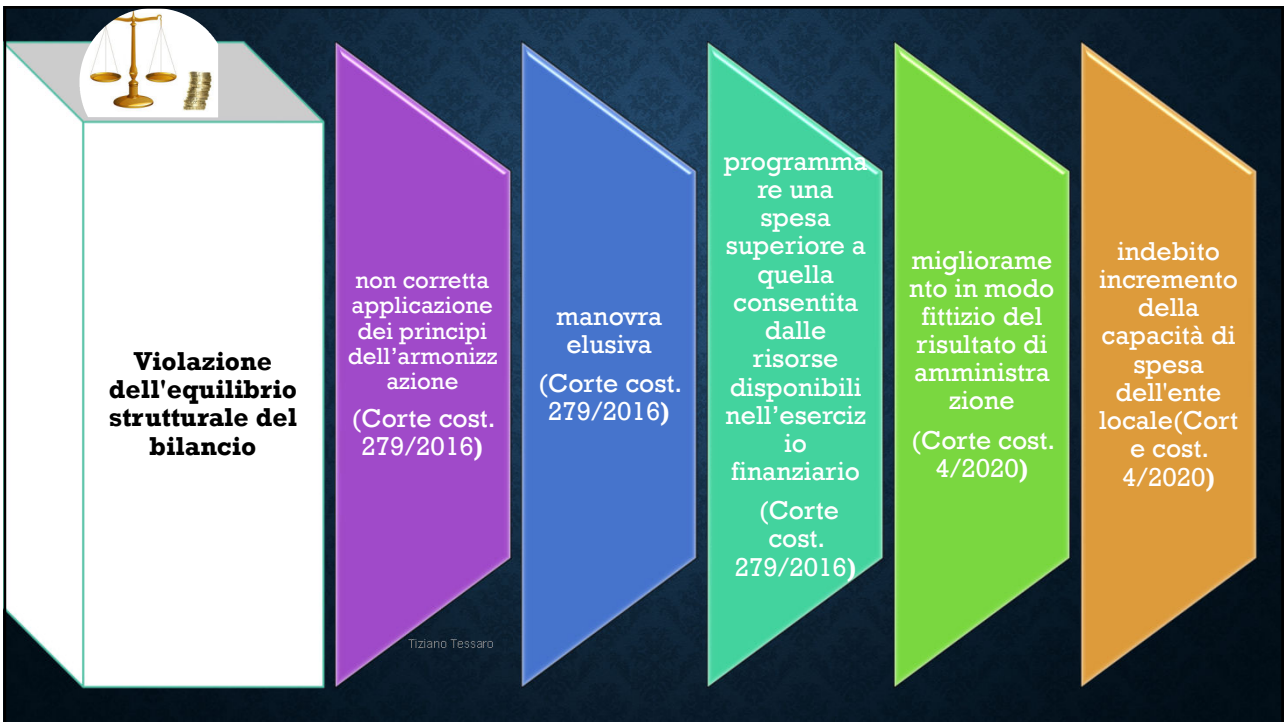 Violazione
dell'equilibrio
strutturale del
bilancio
non corretta
applicazione
dei principi
dell’armonizz
azione
(Corte cost.
279/2016)
manovra
elusiva
(Corte cost.
279/2016)
programma
re una
spesa
superiore a
quella
consentita
dalle
risorse
disponibili
nell’eserciz
io
finanziario
(Corte
cost.
279/2016)
migliorame
nto in modo
fittizio del
risultato di
amministra
zione
(Corte cost.
4/2020)
indebito
incremento
della
capacità di
spesa
dell'ente
locale(Cort
e cost.
4/2020)
Tiziano Tessaro